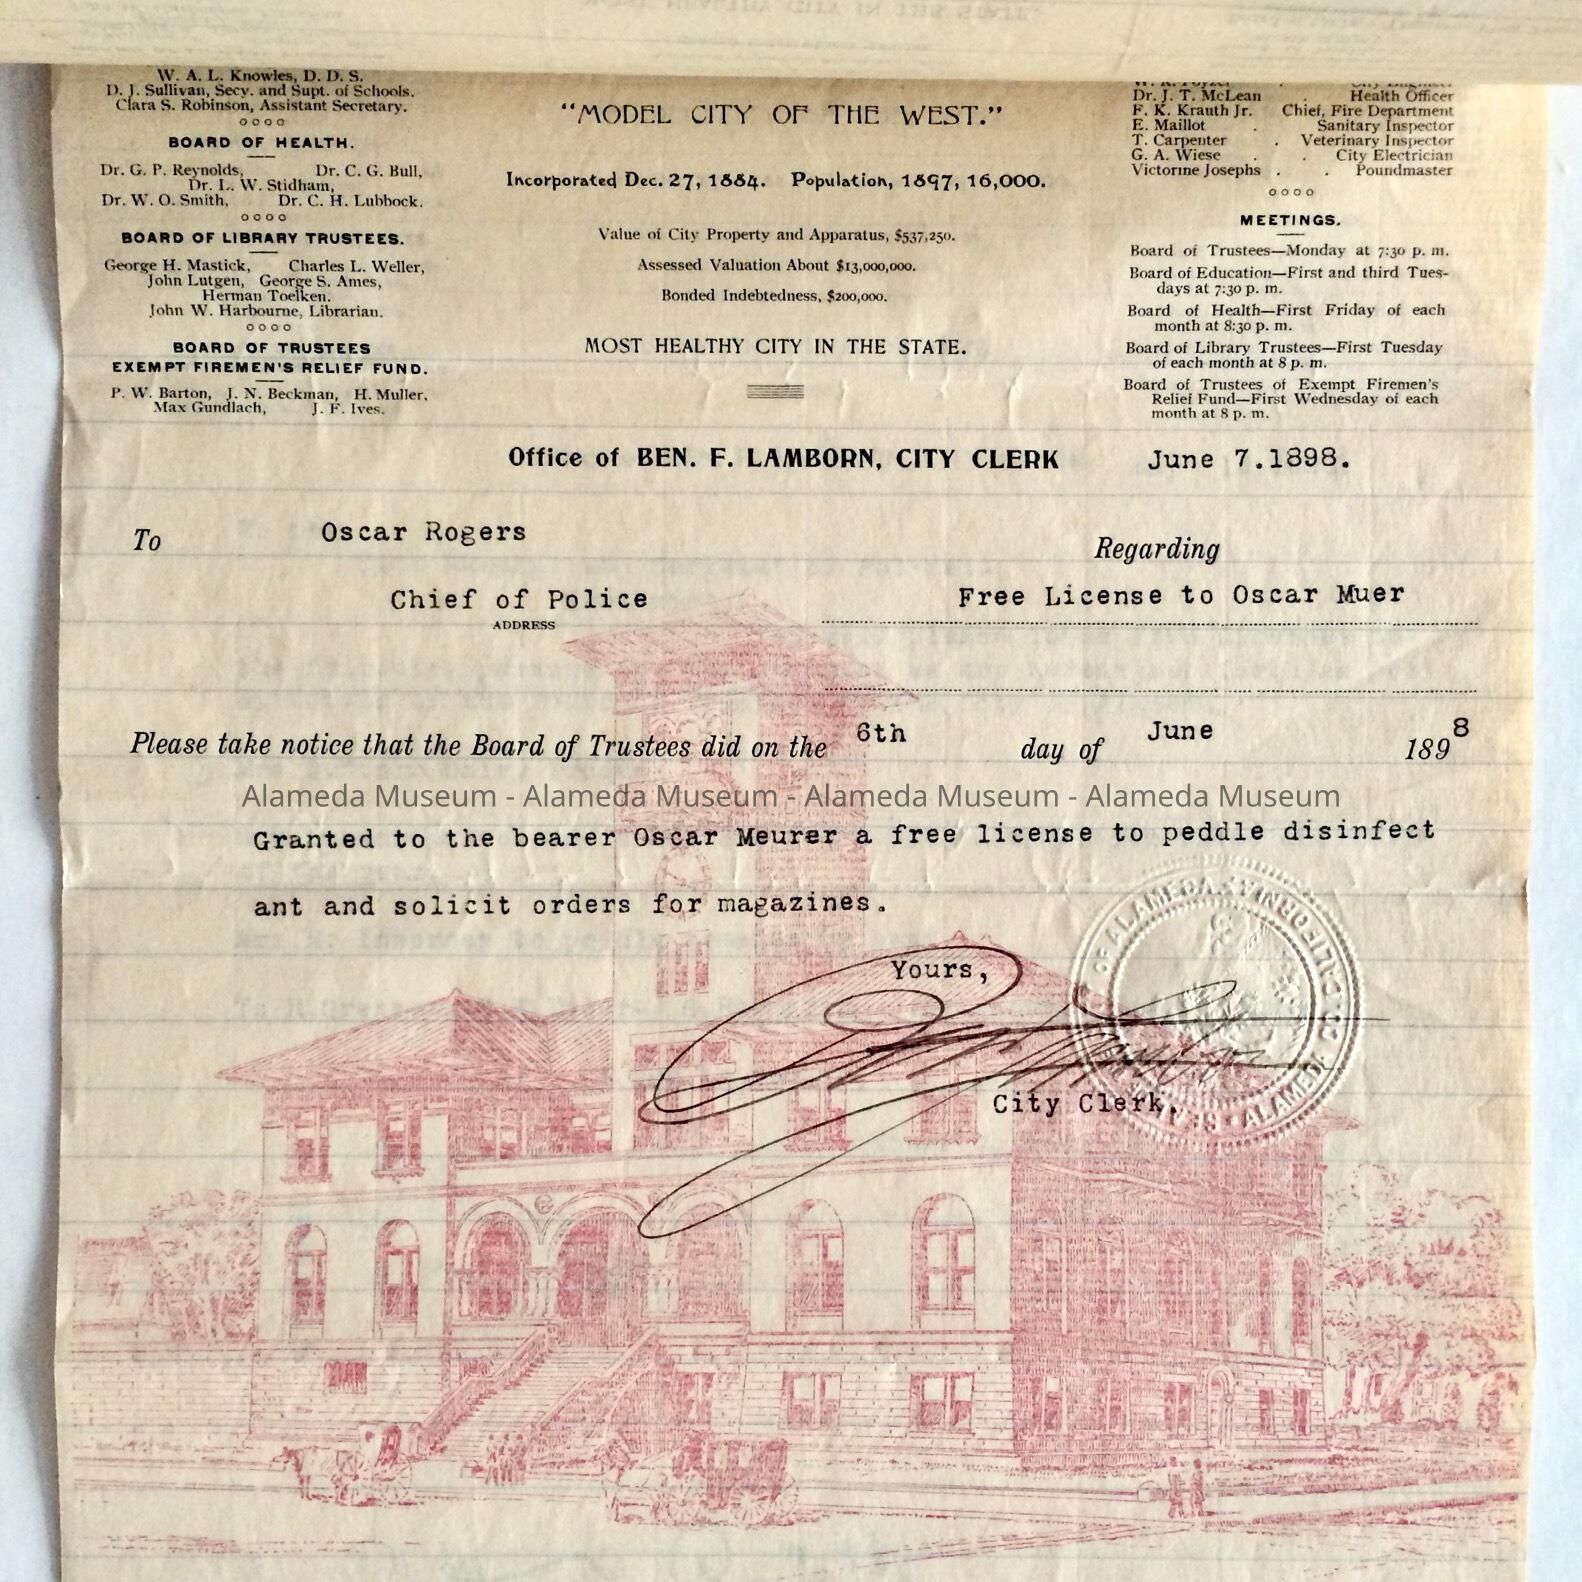 W. A. L. Knowles, D. D. S.
D. J. Sullivan, Secy. and Supt. of Schools.
Clara S. Robinson, Assistant Secretary.
BOARD OF HEALTH.
Dr. G. P. Reynolds, Dr. C. G. Bull,
Dr. L. W. Stidham,
Dr. W. O. Smith, Dr. C. H. Lubbock.
BOARD OF LIBRARY TRUSTEES.
George H. Mastick, Charles L. Weller,
John Lutgen, George S. Ames,
Herman Toelken.
John W. Harbourne, Librarian.
BOARD OF TRUSTEES
EXEMPT FIREMEN'S RELIEF FUND.
P. W. Barton, J. N. Beckman, H. Muller,
Max Gundlach, J. F. Ives.
"MODEL CITY OF THE WEST."
Incorporated Dec. 27, 1884. Population, 1897, 16,000.
Value of City Property and Apparatus, $537,250.
Assessed Valuation About $13,000,000.
Bonded Indebtedness, $200,000.
MOST HEALTHY CITY IN THE STATE.
City Engineer
Dr. J. T. McLean . Health Officer
F. K. Krauth Jr. Chief, Fire Department
E. Maillot . Sanitary Inspector
T. Carpenter . Veterinary Inspector
G. A. Wiese . . City Electrician
Victorine Josephs . . Poundmaster
MEETINGS.
Board of Trustees—Monday at 7:30 p. m.
Board of Education—First and third Tues-
days at 7:30 p. m.
Board of Health—First Friday of each
month at 8:30 p. m.
Board of Library Trustees—First Tuesday
of each month at 8 p. m.
Board of Trustees of Exempt Firemen's
Relief Fund—First Wednesday of each
month at 8 p. m.
Office of BEN. F. LAMBORN, CITY CLERK June 7.1898.
To Oscar Rogers
Regarding
Chief of Police
Free License to Oscar Muer
ADDRESS
Please take notice that the Board of Trustees did on the 6th day of June 1898
Alameda Museum - Alameda Museum - Alameda Museum - Alameda Museum
Granted to the bearer Oscar Meurer a free license to peddle disinfect
ant and solicit orders for magazines.
Yours,
City Clerk.
OF ALAMEDA. CALIFORNIA.
SEAL · ALAMEDA CO.